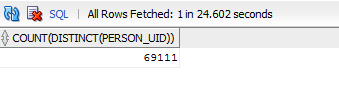 SQL | All Rows Fetched: 1 in 24.602 seconds
COUNT(DISTINCT(PERSON_UID))
69111